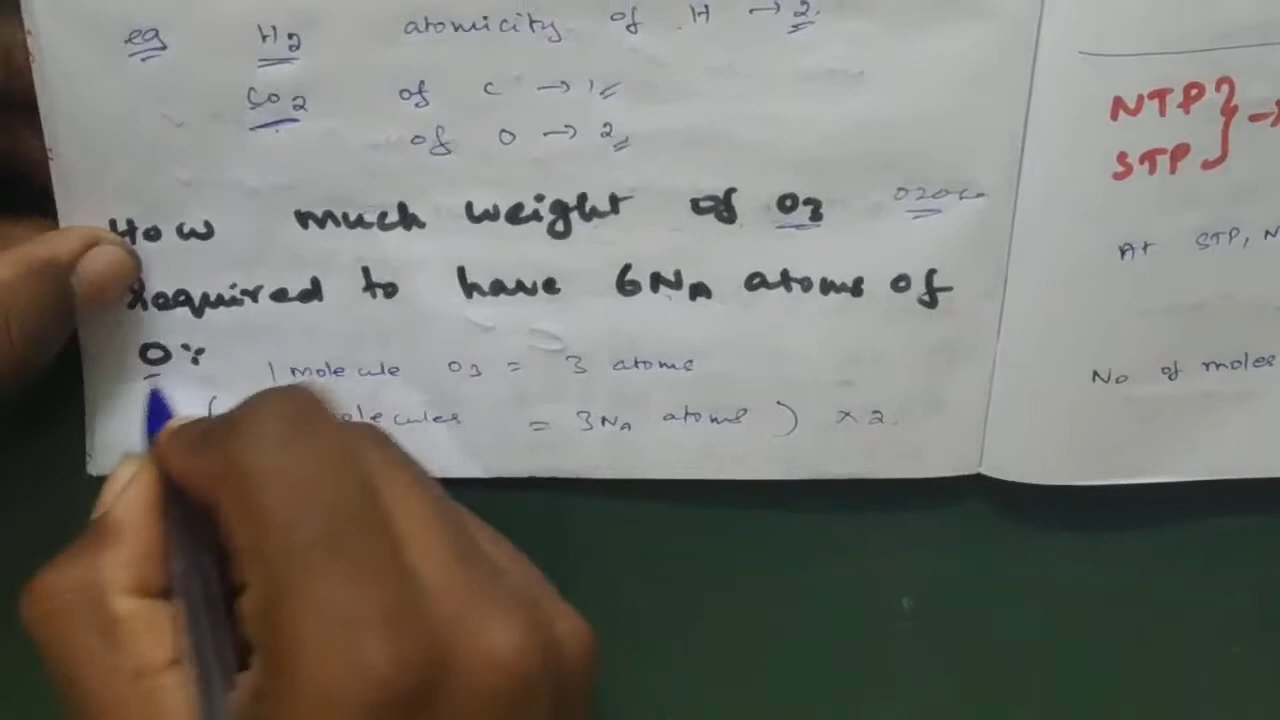 eg H2 atomicity of H → 2
CO2 of C → 1
of O → 2
How much weight of O3 ozone
required to have 6NA atoms of
O:
1 molecule O3 = 3 atoms
= 3NA atoms ) × 2
NTP } →
STP
At STP, N
No of moles